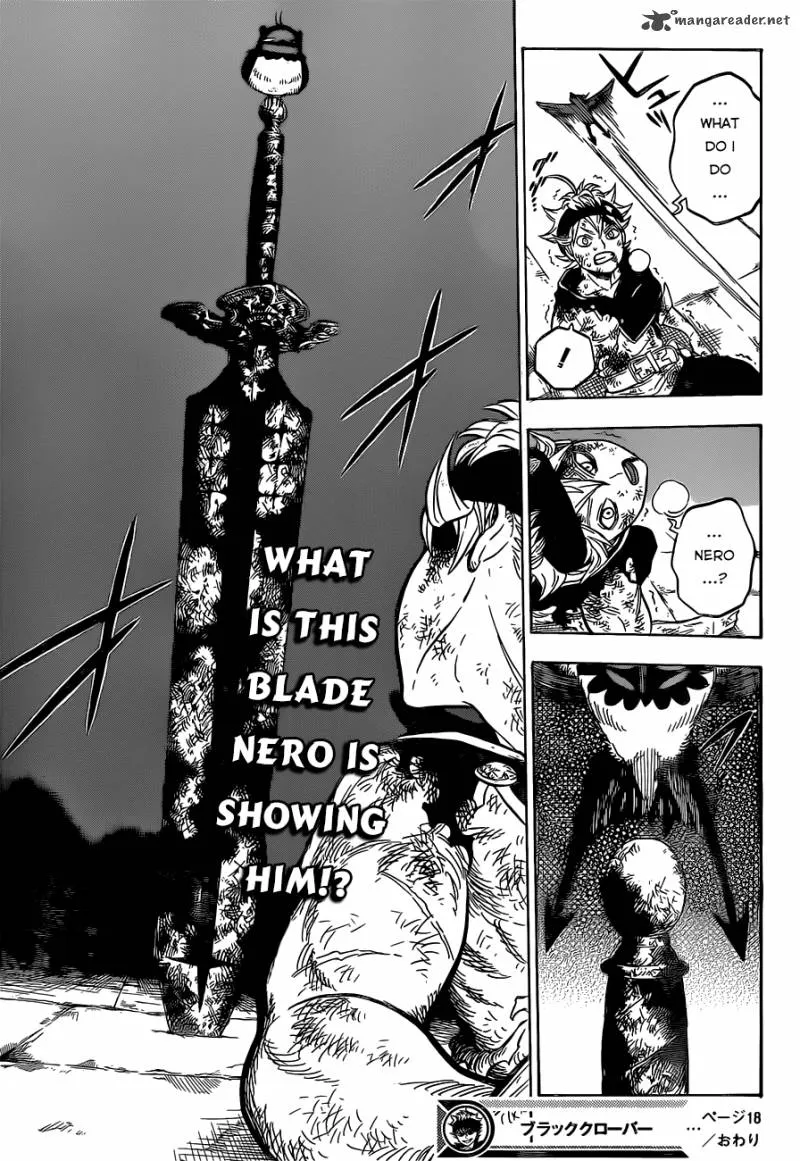 mangareader.net
...
WHAT
DO I
DO
...
!
...
NERO
...?
WHAT
IS THIS
BLADE
NERO IS
SHOWING
HIM!?
ブラッククローバー
ページ18
…／おわり